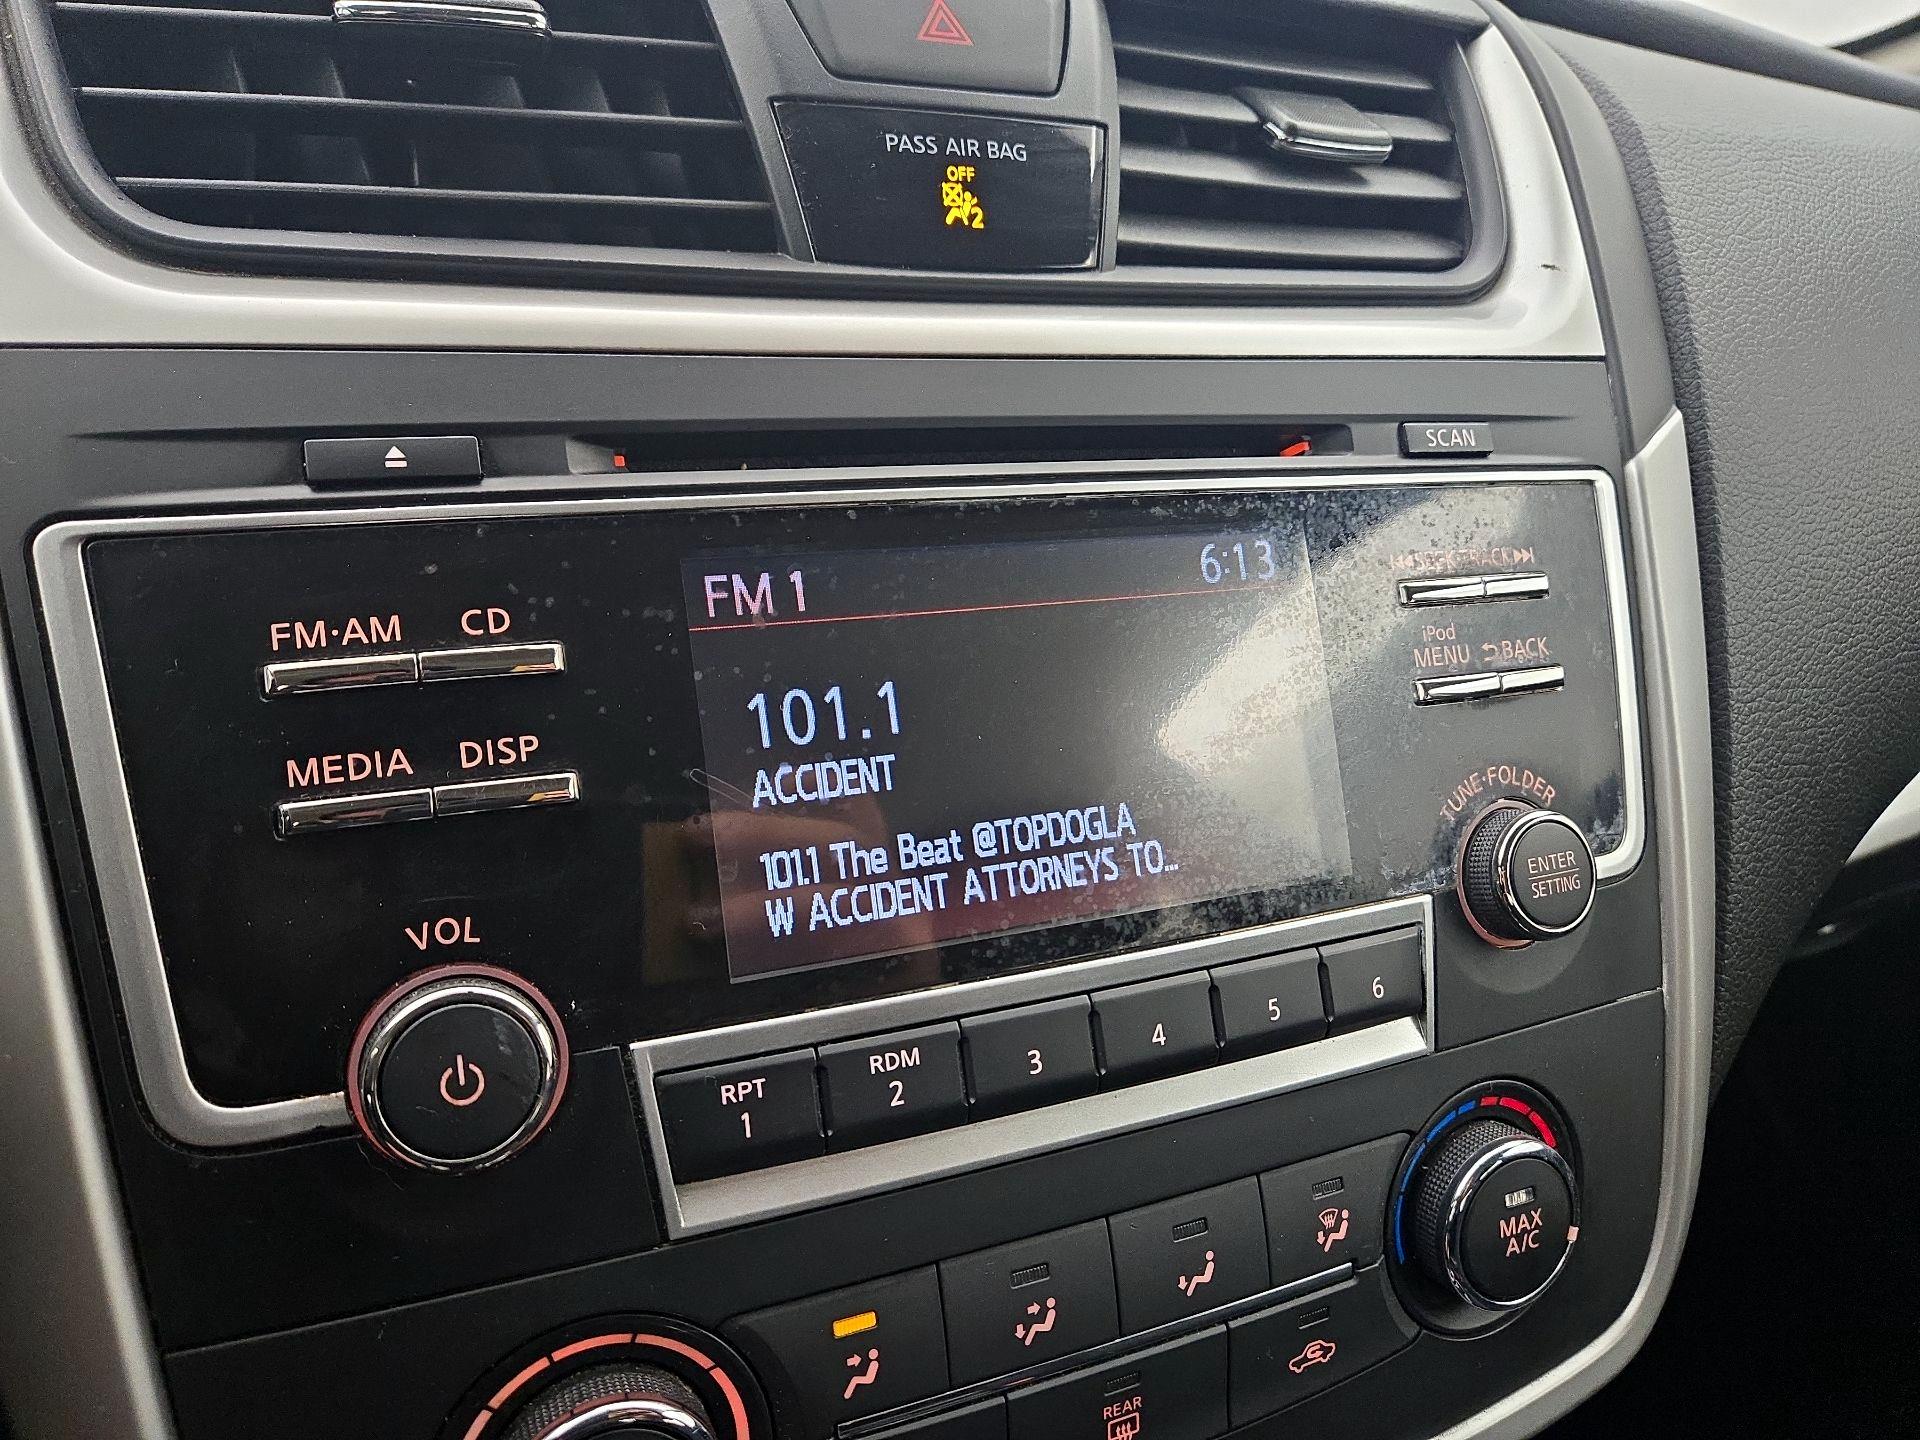 PASS AIR BAG
OFF
2
SCAN
FM 1 6:13
FM·AM CD
SEEK·TRACK
iPod
MENU BACK
101.1
ACCIDENT
MEDIA DISP
TUNE·FOLDER
101.1 The Beat @TOPDOGLA
W ACCIDENT ATTORNEYS TO...
ENTER
SETTING
VOL
RPT
1
RDM
2
3
4
5
6
MAX
A/C
REAR